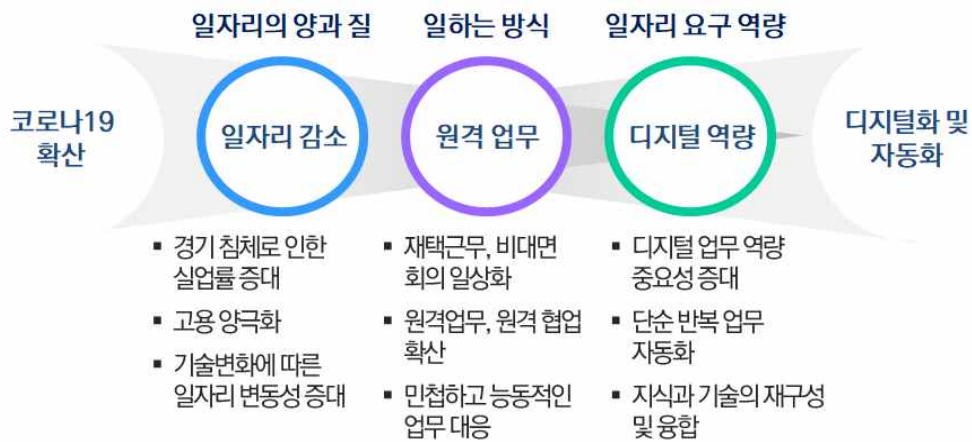 일자리의 양과 질
일하는 방식
일자리 요구 역량
코로나19
확산
일자리 감소
원격 업무
디지털 역량
디지털화 및
자동화
▪ 경기 침체로 인한
실업률 증대
▪ 고용 양극화
▪ 기술변화에 따른
일자리 변동성 증대
▪ 재택근무, 비대면
회의 일상화
▪ 원격업무, 원격 협업
확산
▪ 민첩하고 능동적인
업무 대응
▪ 디지털 업무 역량
중요성 증대
▪ 단순 반복 업무
자동화
▪ 지식과 기술의 재구성
및 융합